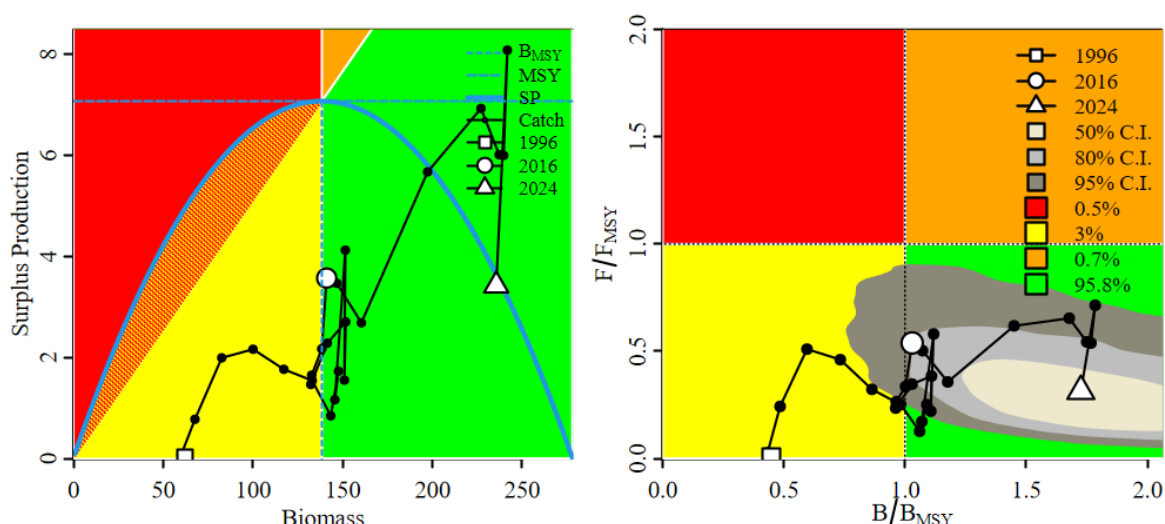 Surplus Production
8
6
4
2
0
0
50
100
150
200
250
Biomass
BMSY
MSY
SP
Catch
1996
2016
2024
F/FMSY
2.0
1.5
1.0
0.5
0.0
0.0
0.5
1.0
1.5
2.0
B/BMSY
1996
2016
2024
50% C.I.
80% C.I.
95% C.I.
0.5%
3%
0.7%
95.8%